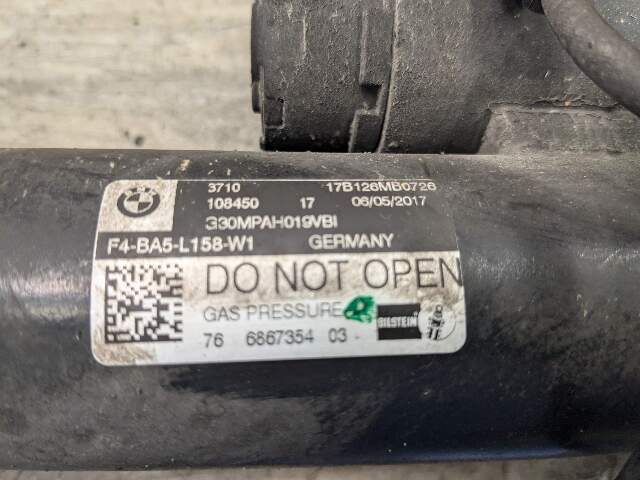 3710 17B126MB0726
108450 17 06/05/2017
G30MPAH019VBI
F4-BA5-L158-W1 GERMANY
DO NOT OPEN
GAS PRESSURE
BILSTEIN
76 6867354 03